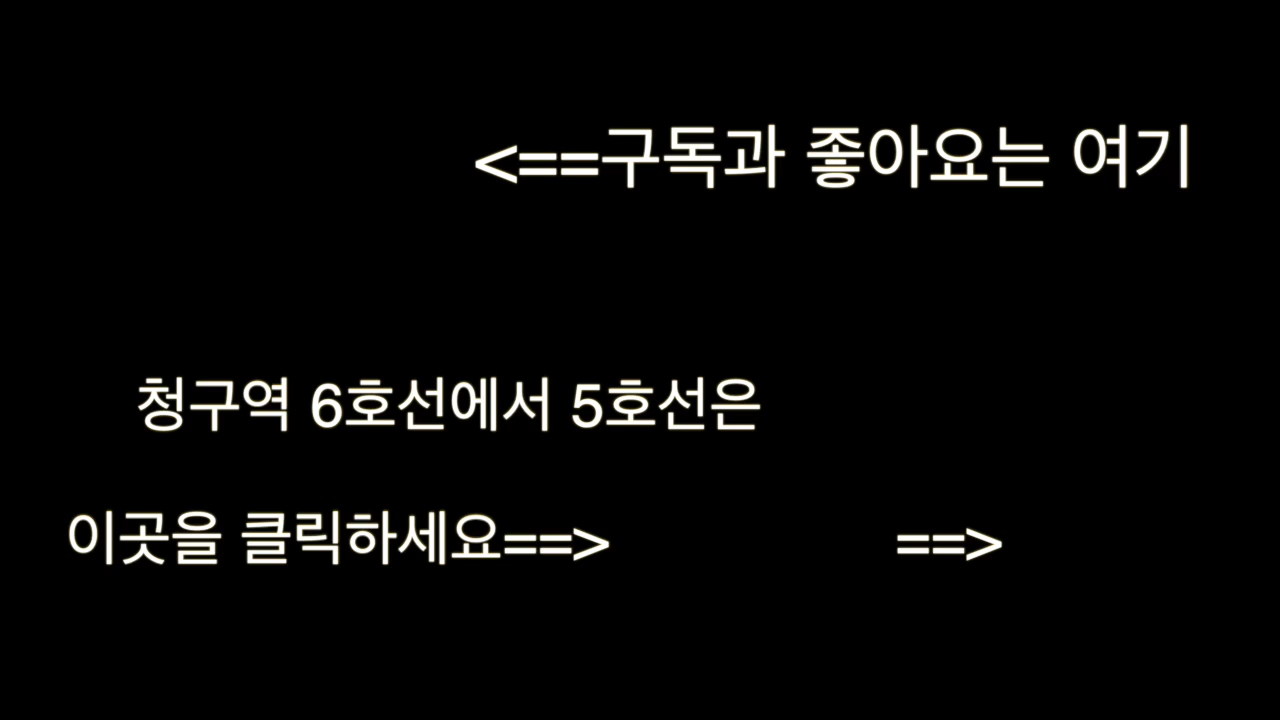 <==구독과 좋아요는 여기
청구역 6호선에서 5호선은
이곳을 클릭하세요==> ==>